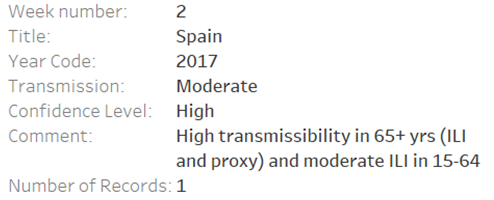 Week number: 2
Title: Spain
Year Code: 2017
Transmission: Moderate
Confidence Level: High
Comment: High transmissibility in 65+ yrs (ILI
and proxy) and moderate ILI in 15-64
Number of Records: 1